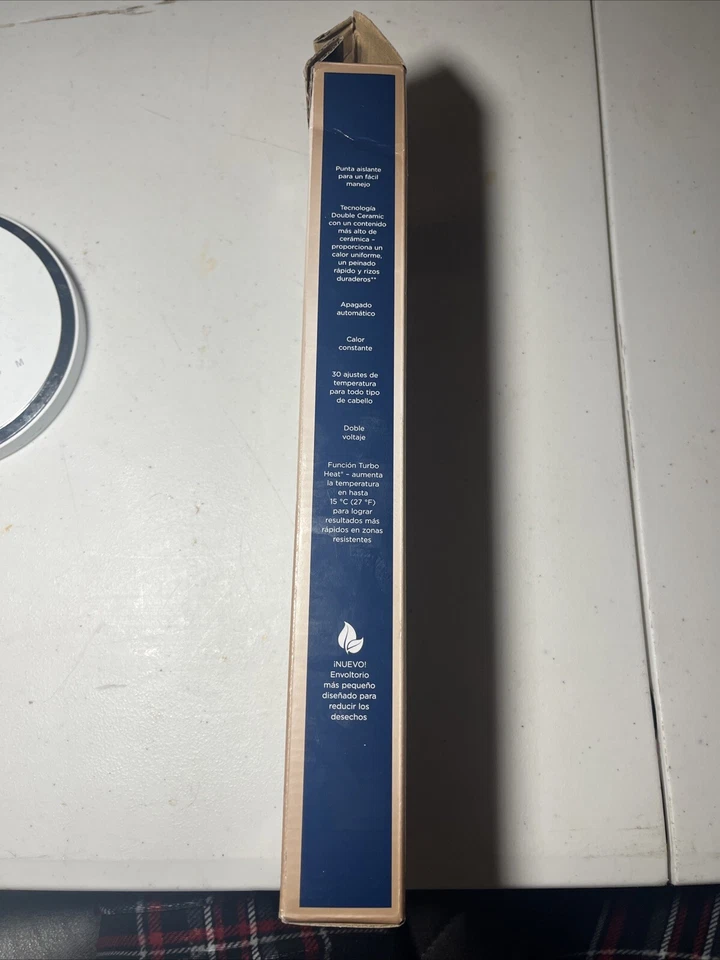 Punta aislante
para un fácil
manejo
Tecnología
Double Ceramic
con un contenido
más alto de
cerámica –
proporciona un
calor uniforme,
un peinado
rápido y rizos
duraderos**
Apagado
automático
Calor
constante
30 ajustes de
temperatura
para todo tipo
de cabello
Doble
voltaje
Función Turbo
Heat® – aumenta
la temperatura
en hasta
15 °C (27 °F)
para lograr
resultados más
rápidos en zonas
resistentes
¡NUEVO!
Envoltorio
más pequeño
diseñado para
reducir los
desechos
M